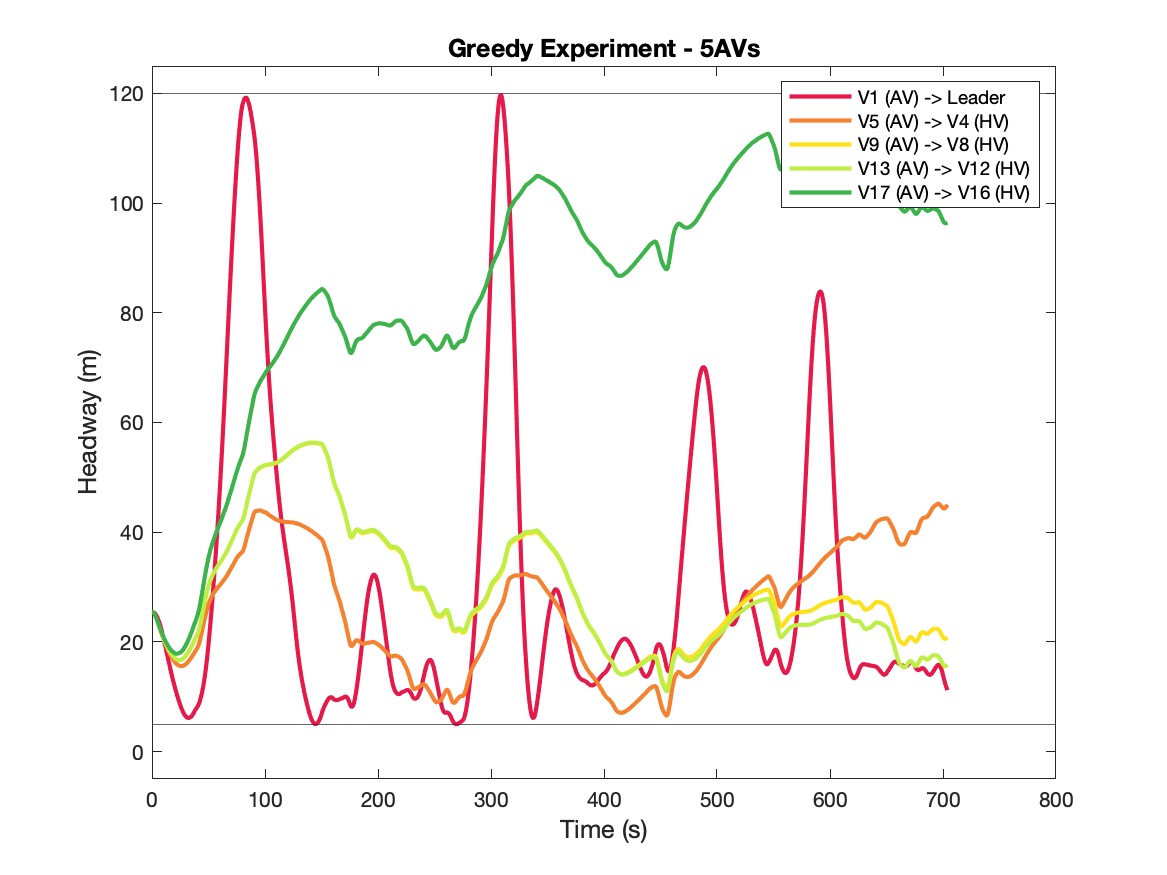 Greedy Experiment - 5AVs
V1 (AV) -> Leader
V5 (AV) -> V4 (HV)
V9 (AV) -> V8 (HV)
V13 (AV) -> V12 (HV)
V17 (AV) -> V16 (HV)
Headway (m)
120
100
80
60
40
20
0
0 100 200 300 400 500 600 700 800
Time (s)